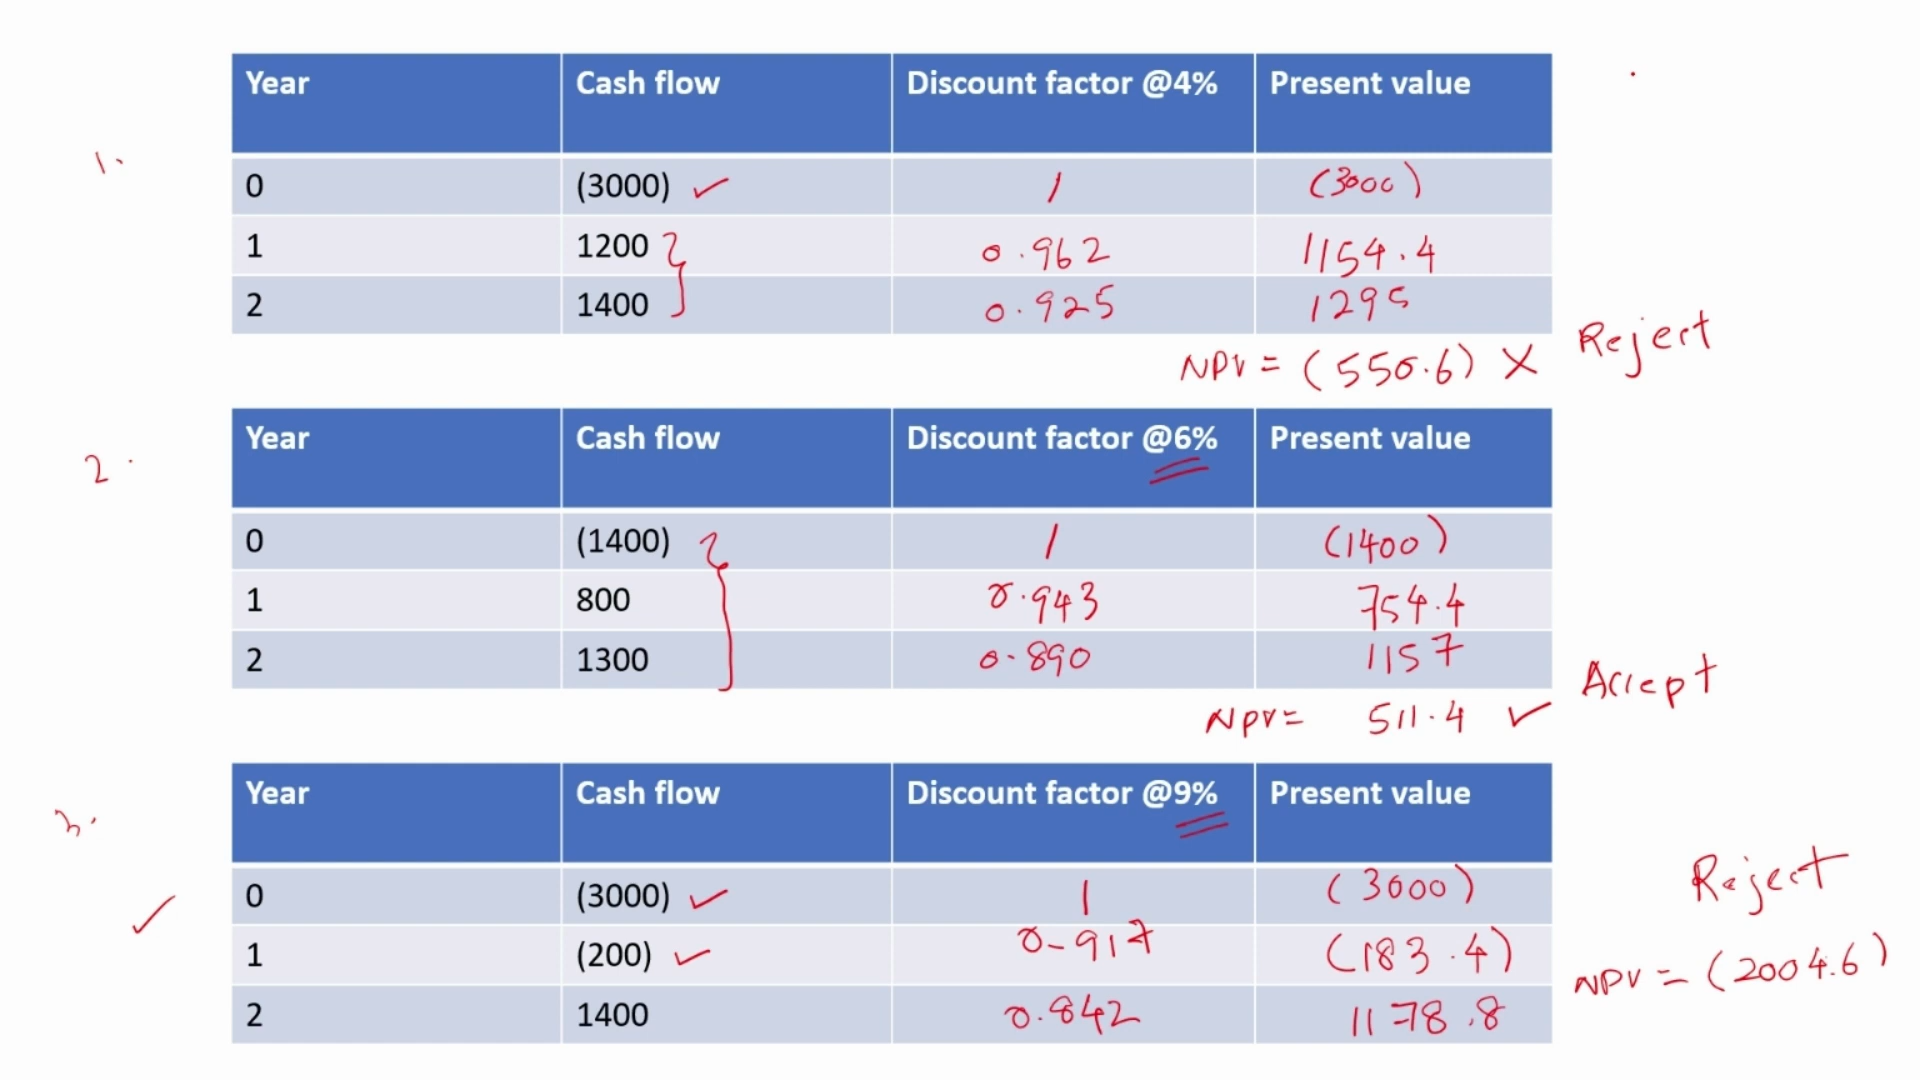 Year Cash flow Discount factor @4% Present value
1.
0 (3000) 1 (3000)
1 1200 0.962 1154.4
2 1400 0.925 1295
NPV = (550.6) X Reject
Year Cash flow Discount factor @6% Present value
2.
0 (1400) 1 (1400)
1 800 0.943 754.4
2 1300 0.890 1157
NPV= 511.4 ✓ Accept
Year Cash flow Discount factor @9% Present value
3.
0 (3000) 1 (3000) Reject
1 (200) 0.917 (183.4) NPV = (2004.6)
2 1400 0.842 1178.8